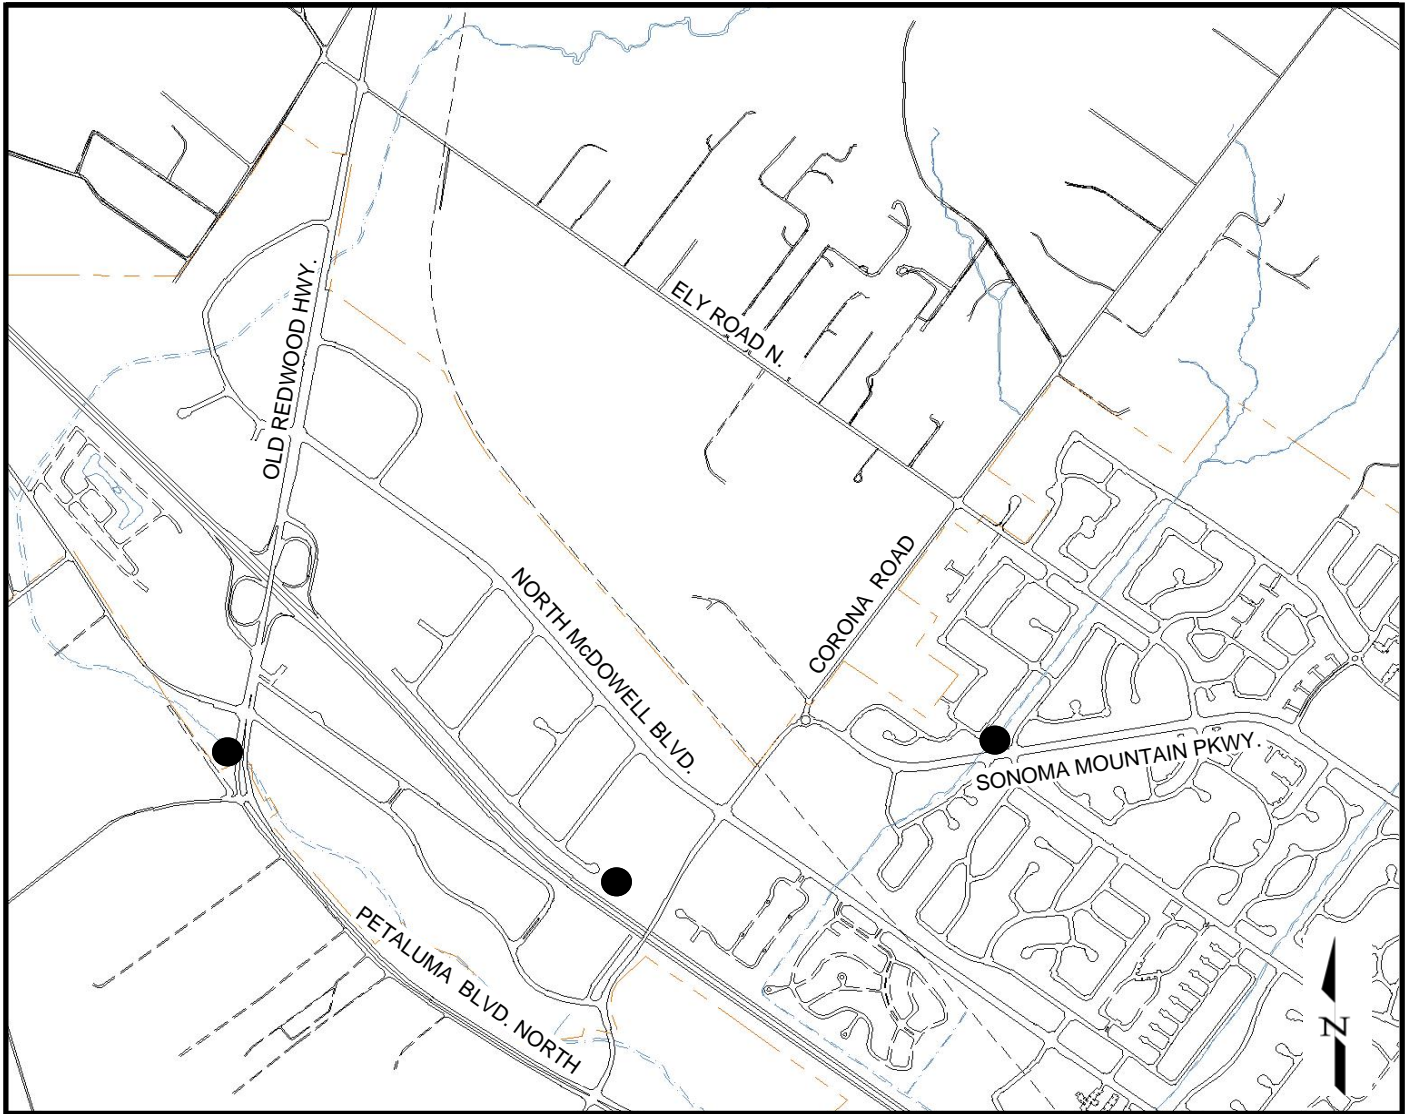 ELY ROAD N.
OLD REDWOOD HWY.
CORONA ROAD
NORTH McDOWELL BLVD.
SONOMA MOUNTAIN PKWY.
PETALUMA BLVD. NORTH
N